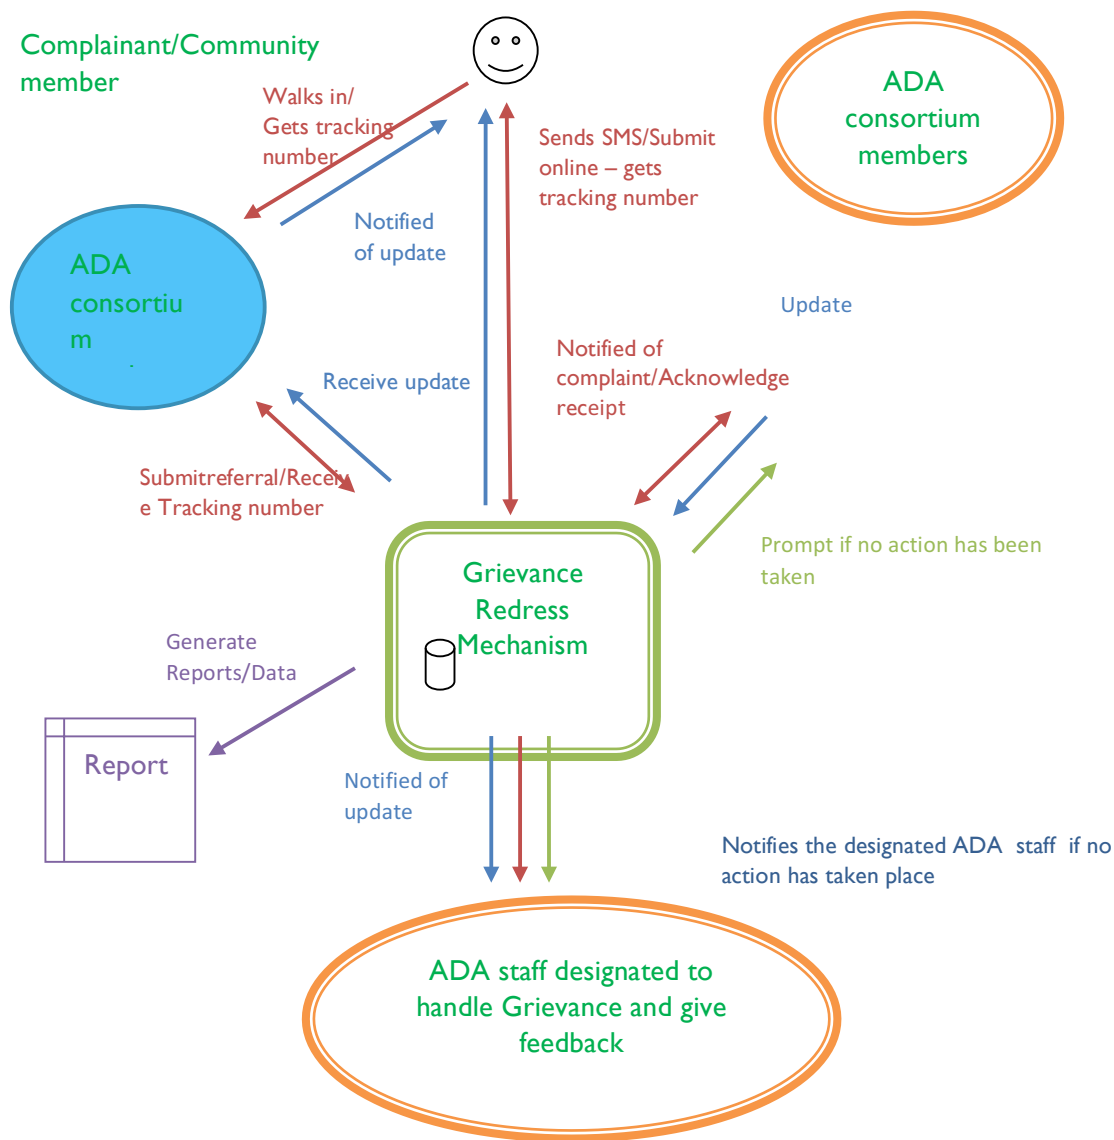 Complainant/Community
member
Walks in/
Gets tracking
number
Sends SMS/Submit
online – gets
tracking number
ADA
consortium
members
Notified
of update
ADA
consortiu
m
Update
Notified of
complaint/Acknowledge
receipt
Receive update
Submitreferral/Receiv
e Tracking number
Prompt if no action has been
taken
Grievance
Redress
Mechanism
Generate
Reports/Data
Report
Notified of
update
Notifies the designated ADA  staff  if no
action has taken place
ADA staff designated to
handle Grievance and give
feedback